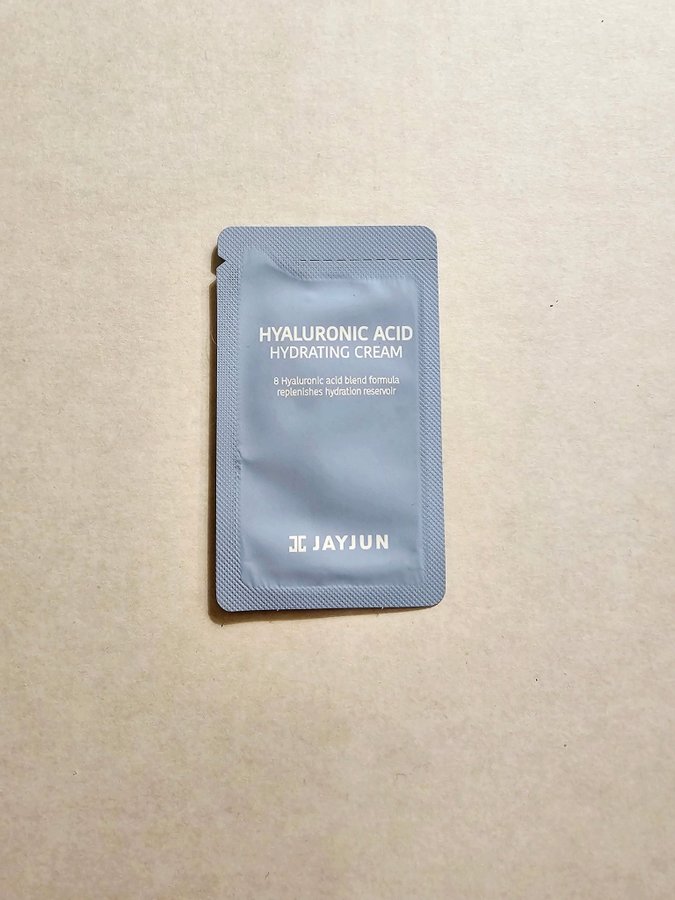 HYALURONIC ACID
HYDRATING CREAM
8 Hyaluronic acid blend formula
replenishes hydration reservoir
JAYJUN